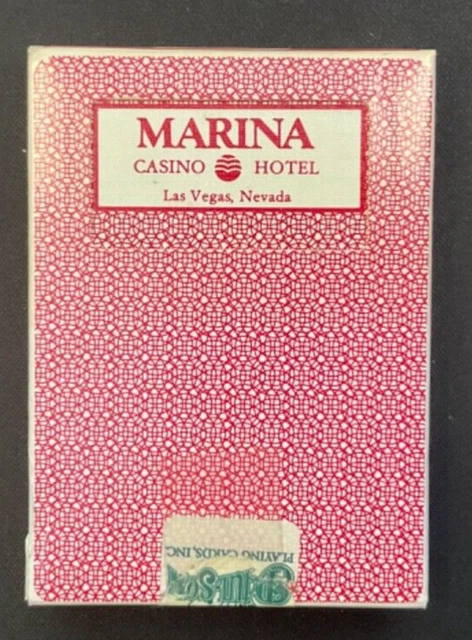 MARINA
CASINO HOTEL
Las Vegas, Nevada
PLAYING CARDS, INC.